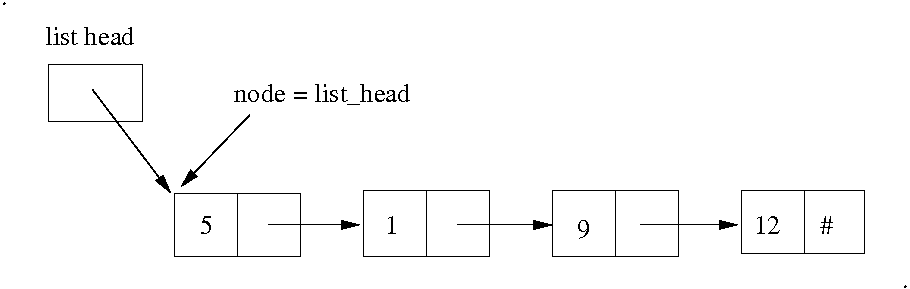 list head
node = list_head
5 1 9 12 #